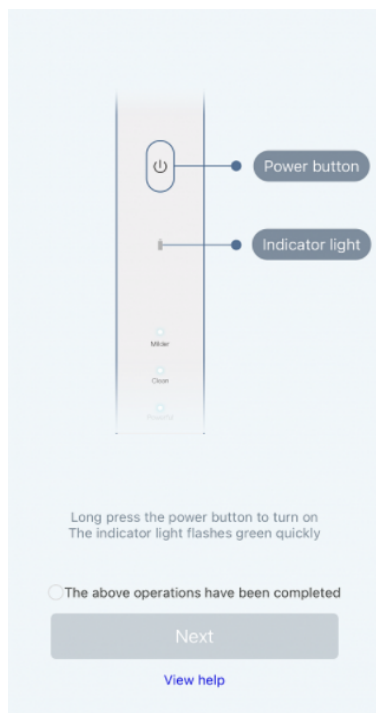 Power button
Indicator light
Milder
Clean
Long press the power button to turn on
The indicator light flashes green quickly
The above operations have been completed
Next
View help